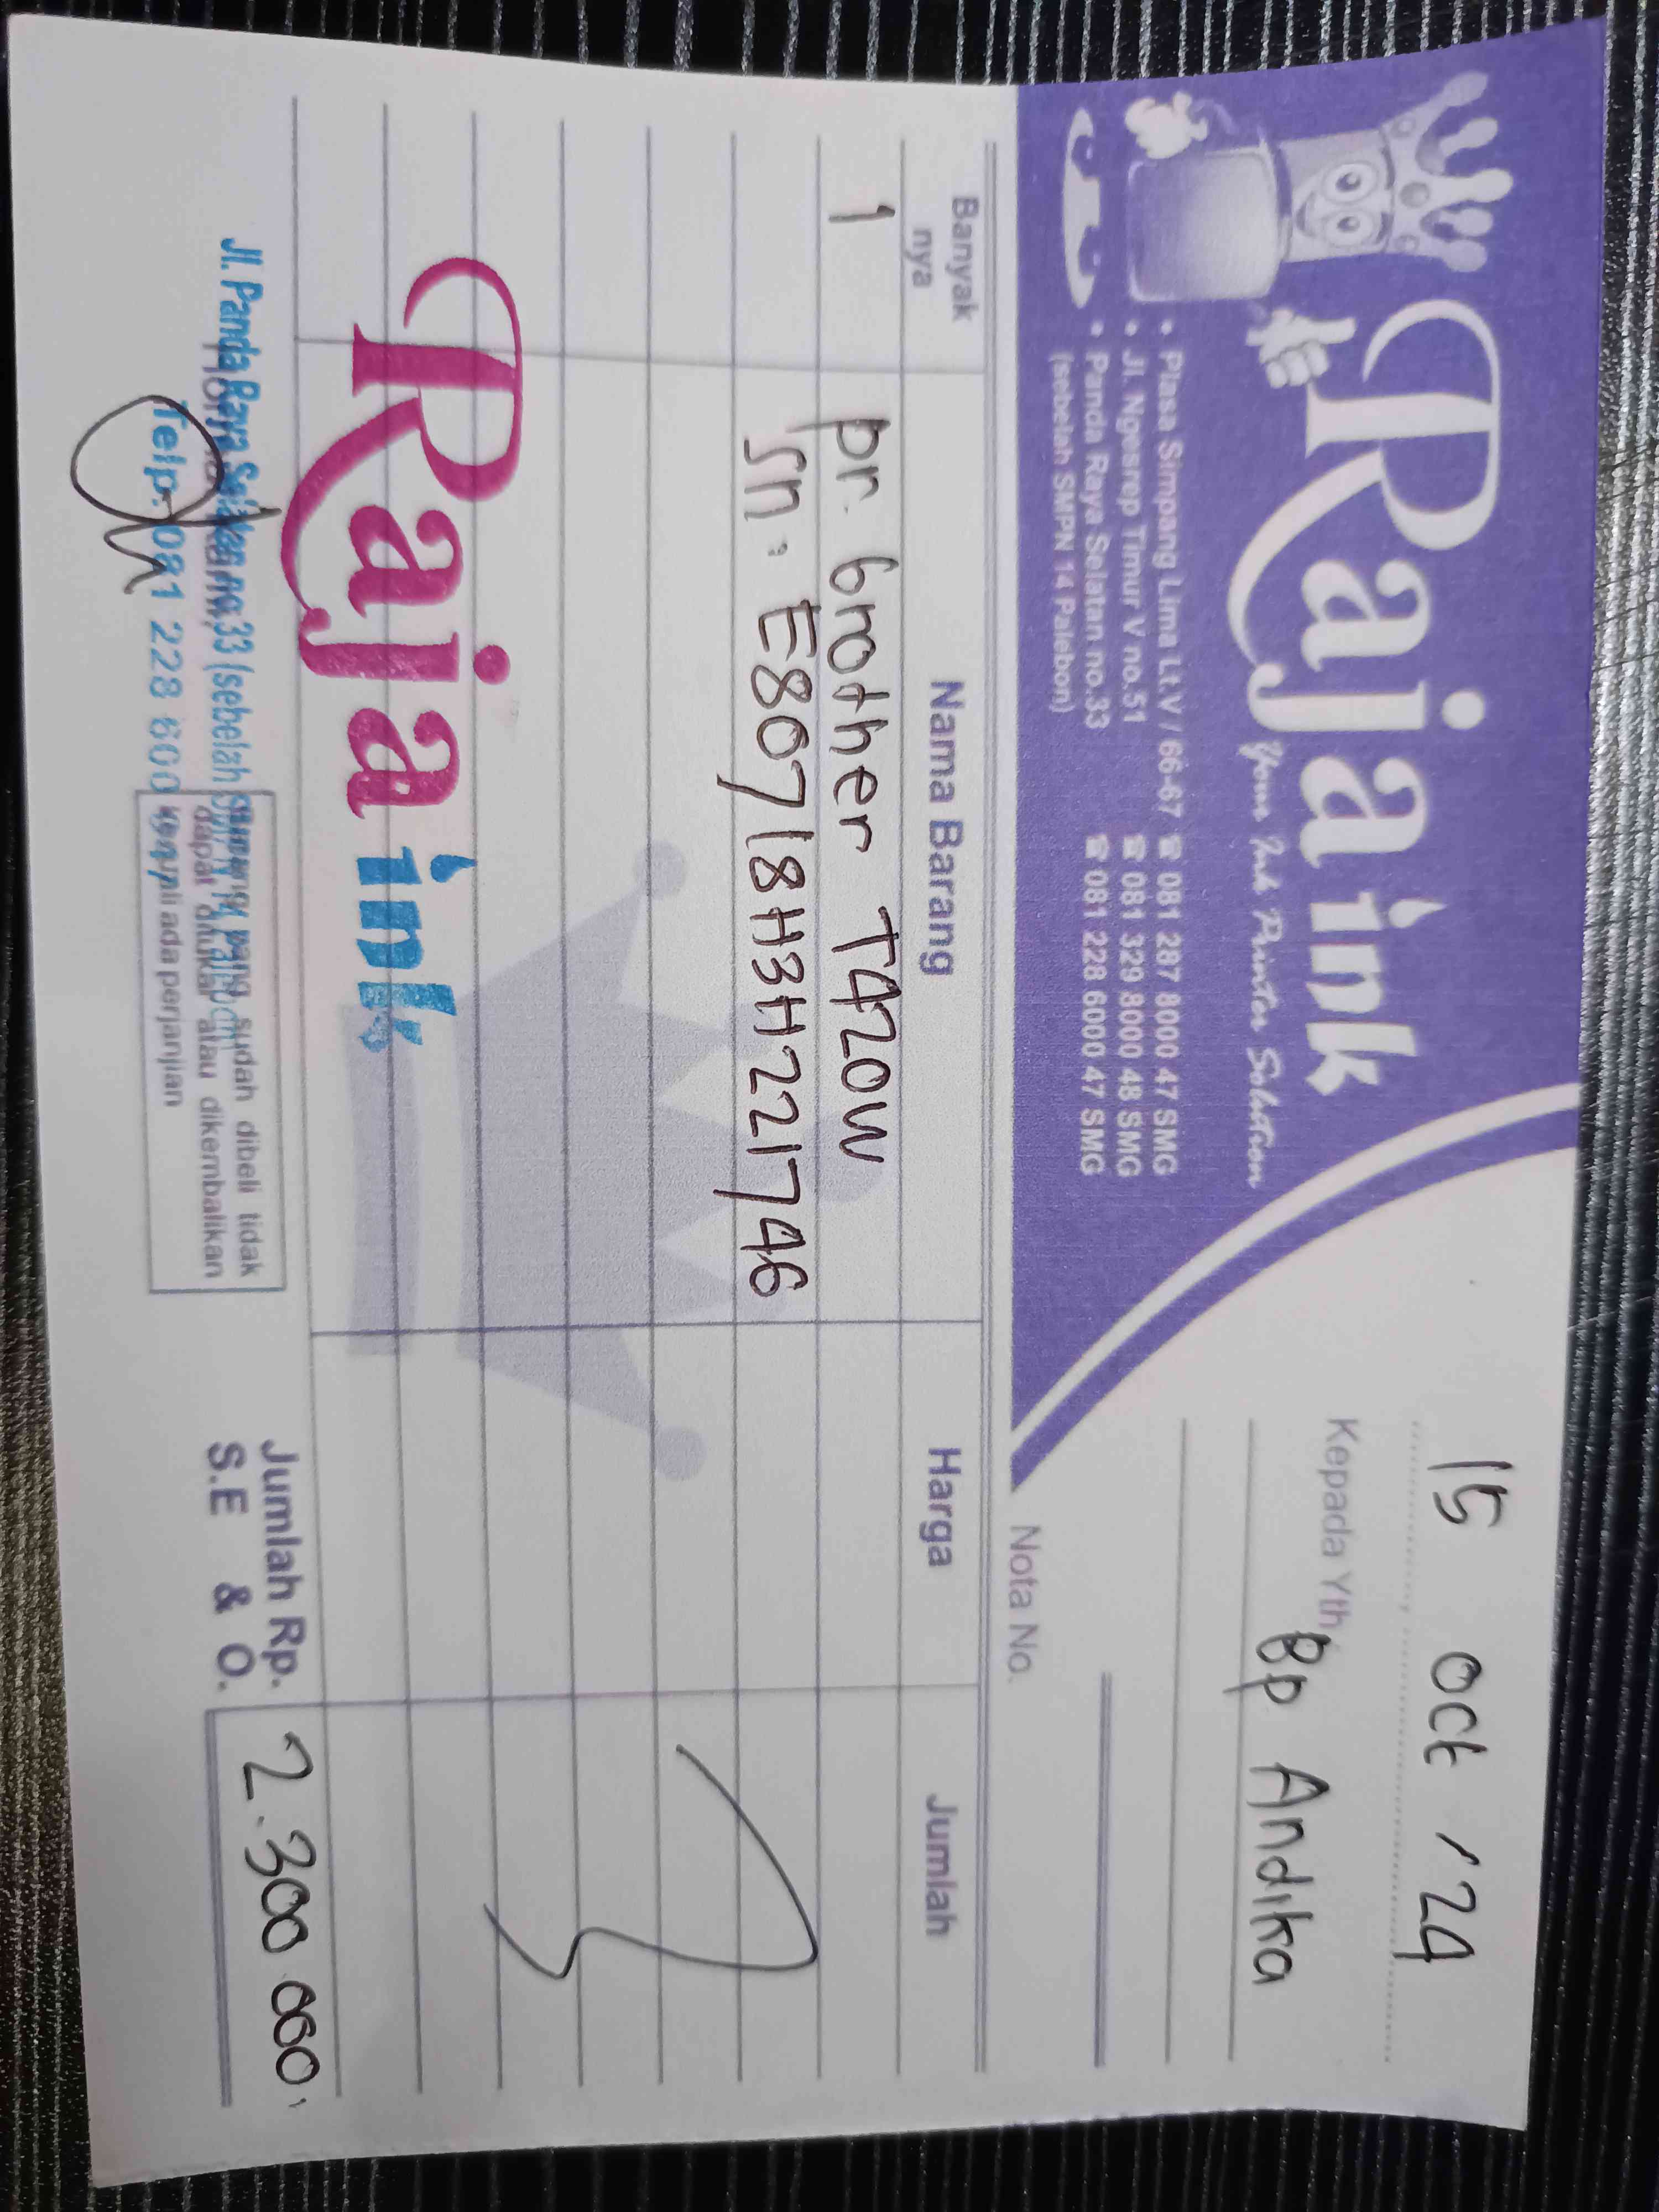 Raja ink
Your Ink Printer Solution
• Plasa Simpang Lima Lt.V / 66-67 ☎ 081 287 8000 47 SMG
• Jl. Ngesrep Timur V no.51 ☎ 081 329 8000 48 SMG
• Panda Raya Selatan no.33 ☎ 081 228 6000 47 SMG
(sebelah SMPN 14 Palebon)
15 oct / 24
Kepada Yth. Bp Andika
Nota No.
Banyak nya Nama Barang Harga Jumlah
1 pr. brother T420W
sn : E80718H3H221746
Raja ink
Jl. Panda Raya Selatan no.33 (sebelah SMPN 14 Palebon)
Telp. 081 228 600
Barang yang sudah dibeli tidak
dapat ditukar atau dikembalikan
kecuali ada perjanjian
Jumlah Rp. 2.300.000,
S.E & O.